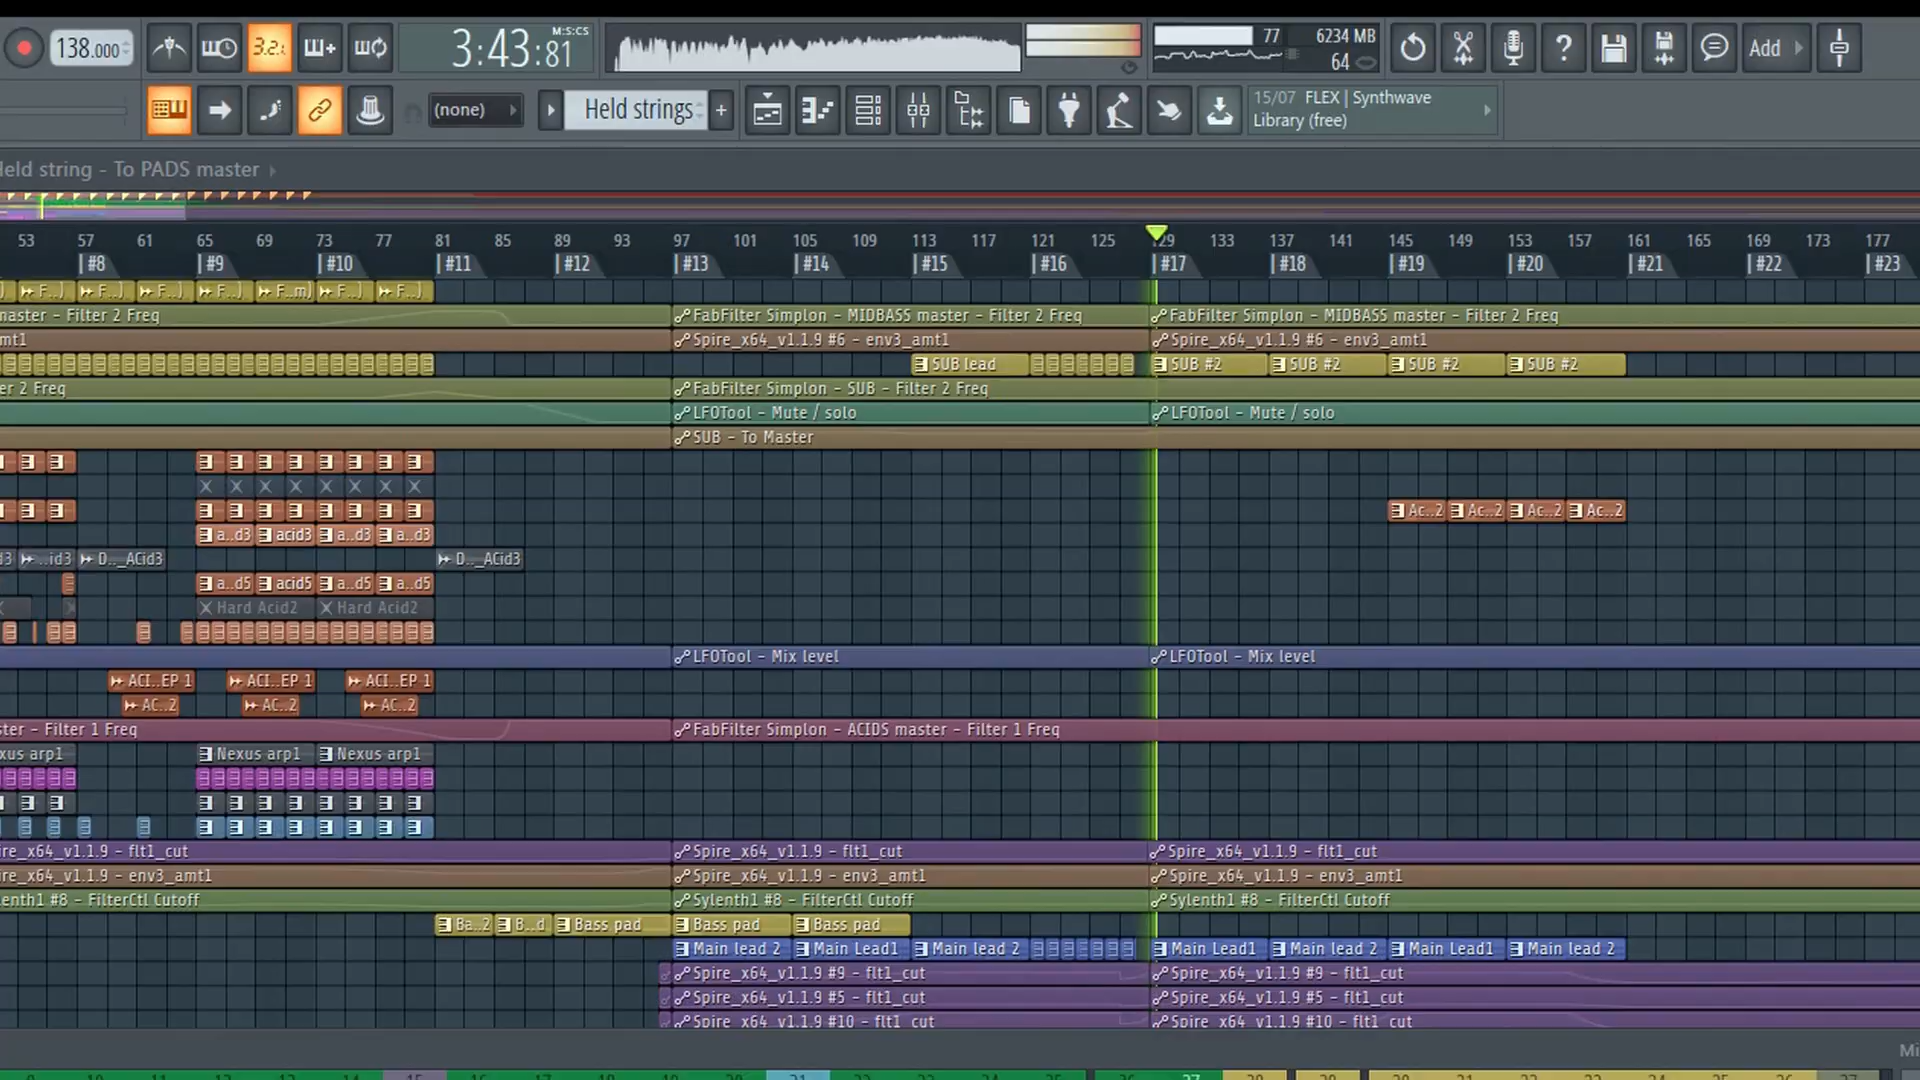 138.000 3.2: 3:43:81 M:S:CS 77 6234 MB 64 Add
(none) Held strings 15/07 FLEX | Synthwave
Library (free)
Held string - To PADS master
53 57 61 65 69 73 77 81 85 89 93 97 101 105 109 113 117 121 125 129 133 137 141 145 149 153 157 161 165 169 173 177
#8 #9 #10 #11 #12 #13 #14 #15 #16 #17 #18 #19 #20 #21 #22 #23
F..) F..) F..) F..) F..m) F..) F..)
master - Filter 2 Freq FabFilter Simplon - MIDBASS master - Filter 2 Freq FabFilter Simplon - MIDBASS master - Filter 2 Freq
amt1 Spire_x64_v1.1.9 #6 - env3_amt1 Spire_x64_v1.1.9 #6 - env3_amt1
SUB lead SUB #2 SUB #2 SUB #2 SUB #2
er 2 Freq FabFilter Simplon - SUB - Filter 2 Freq
LFOTool - Mute / solo LFOTool - Mute / solo
SUB - To Master
Ac..2 Ac..2 Ac..2 Ac..2
a..d3 acid3 a..d3 a..d3
d3 ..id3 D.._ACid3 D.._ACid3
a..d5 acid5 a..d5 a..d5
Hard Acid2 Hard Acid2
LFOTool - Mix level LFOTool - Mix level
ACI..EP 1 ACI..EP 1 ACI..EP 1
AC..2 AC..2 AC..2
ster - Filter 1 Freq FabFilter Simplon - ACIDS master - Filter 1 Freq
xus arp1 Nexus arp1 Nexus arp1
ire_x64_v1.1.9 - flt1_cut Spire_x64_v1.1.9 - flt1_cut Spire_x64_v1.1.9 - flt1_cut
ire_x64_v1.1.9 - env3_amt1 Spire_x64_v1.1.9 - env3_amt1 Spire_x64_v1.1.9 - env3_amt1
lenth1 #8 - FilterCtl Cutoff Sylenth1 #8 - FilterCtl Cutoff Sylenth1 #8 - FilterCtl Cutoff
Ba..2 B..d Bass pad Bass pad Bass pad
Main lead 2 Main Lead1 Main lead 2 Main Lead1 Main lead 2 Main Lead1 Main lead 2
Spire_x64_v1.1.9 #9 - flt1_cut Spire_x64_v1.1.9 #9 - flt1_cut
Spire_x64_v1.1.9 #5 - flt1_cut Spire_x64_v1.1.9 #5 - flt1_cut
Spire_x64_v1.1.9 #10 - flt1_cut Spire_x64_v1.1.9 #10 - flt1_cut